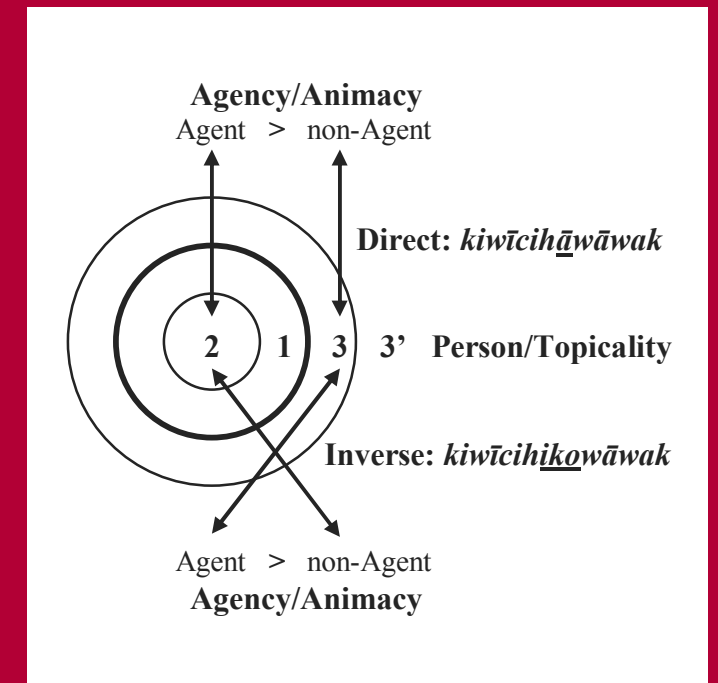 Agency/Animacy
Agent > non-Agent
Direct: kiwīcihāwāwak
2 1 3 3’ Person/Topicality
Inverse: kiwīcihikowāwak
Agent > non-Agent
Agency/Animacy